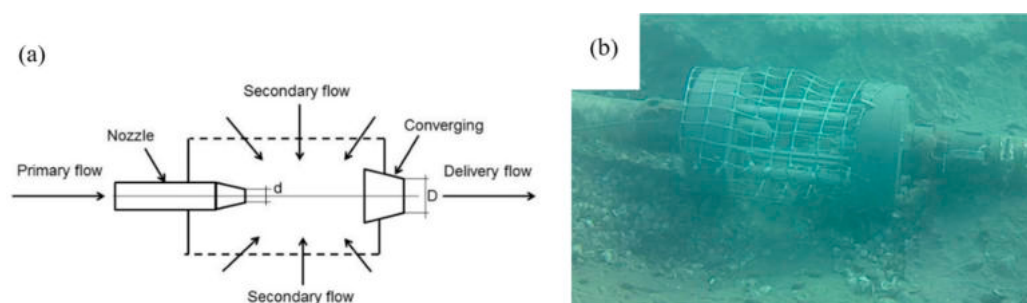 (a)
(b)
Secondary flow
Converging
Nozzle
Primary flow
d
D
Delivery flow
Secondary flow